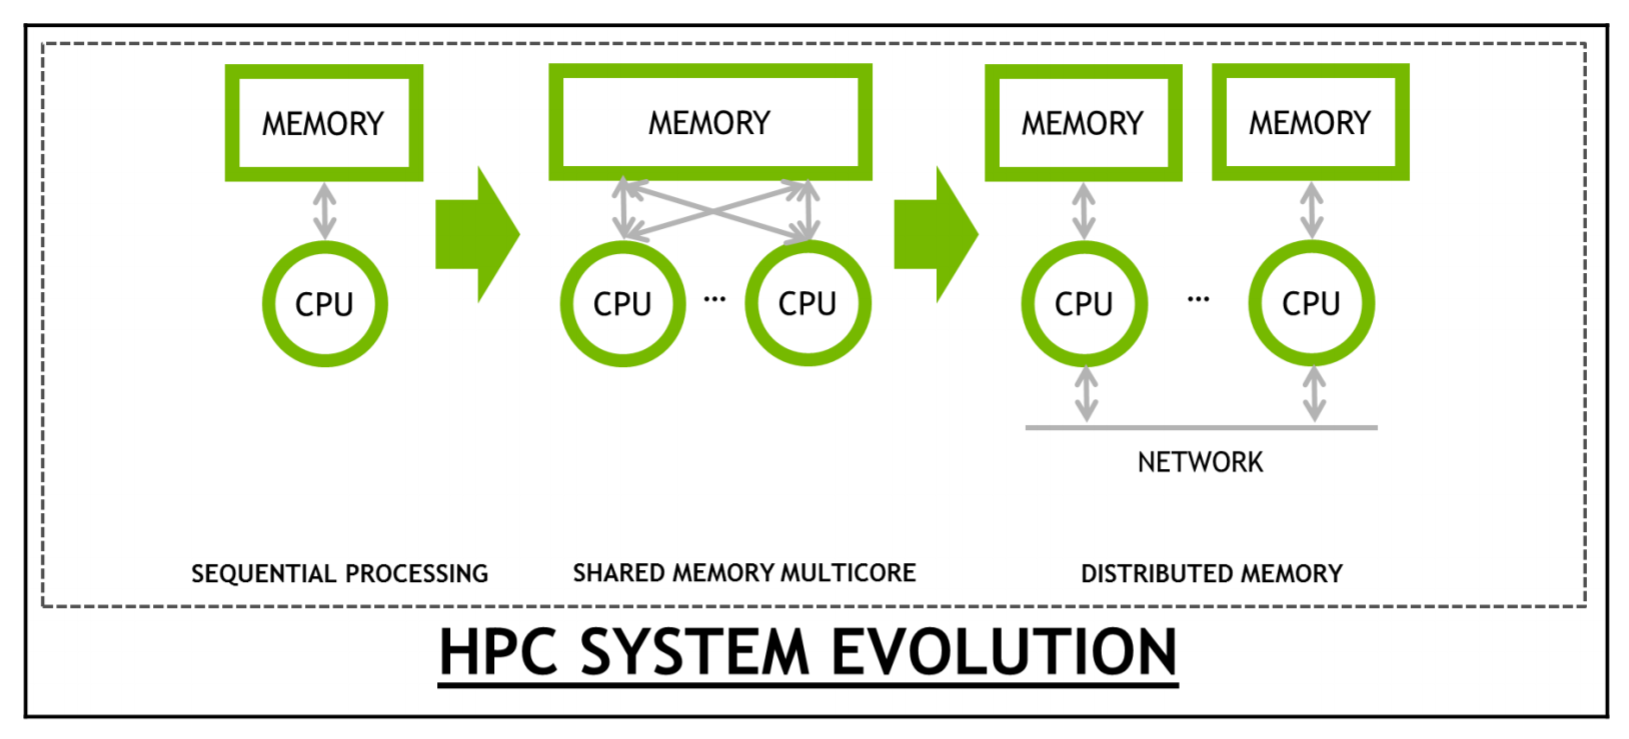 MEMORY
MEMORY
MEMORY
MEMORY
CPU
CPU
...
CPU
CPU
...
CPU
NETWORK
SEQUENTIAL PROCESSING
SHARED MEMORY MULTICORE
DISTRIBUTED MEMORY
HPC SYSTEM EVOLUTION